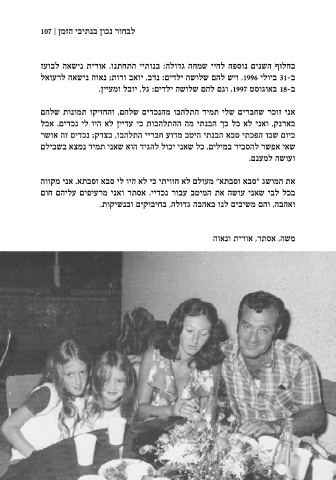 לבחור נכון בנתיבי הזמן | 107
בחלוף השנים נוספה לחיי שמחה גדולה: בנותיי התחתנו. אורית נישאה לבועז
ב-31 ביולי 1996, ויש להם שלושה ילדים: נדב, יואב ורות; נאוה נישאה לרעואל
ב-18 באוגוסט 1997, וגם להם שלושה ילדים: גל, יובל ומעיין.
אני זוכר שחברים שלי תמיד התלהבו מהנכדים שלהם, והחזיקו תמונות שלהם
בארנק, ואני לא כל כך הבנתי מה ההתלהבות כי עדיין לא היו לי נכדים. אבל
ביום שבו הפכתי סבא הבנתי היטב מדוע חבריי התלהבו, בצדק; נכדים זה אושר
שאי אפשר להסביר במילים. כל שאני יכול להגיד הוא שאני תמיד נמצא בשבילם
ועושה למענם.
את המושג "סבא וסבתא" מעולם לא חוויתי כי לא היו לי סבא וסבתא. אני מקווה
בכל לבי שאני עושה את המיטב עבור נכדיי. אסתר ואני מרעיפים עליהם חום
ואהבה, והם משיבים לנו באהבה גדולה, בחיבוקים ובנשיקות.
משה, אסתר, אורית ונאוה